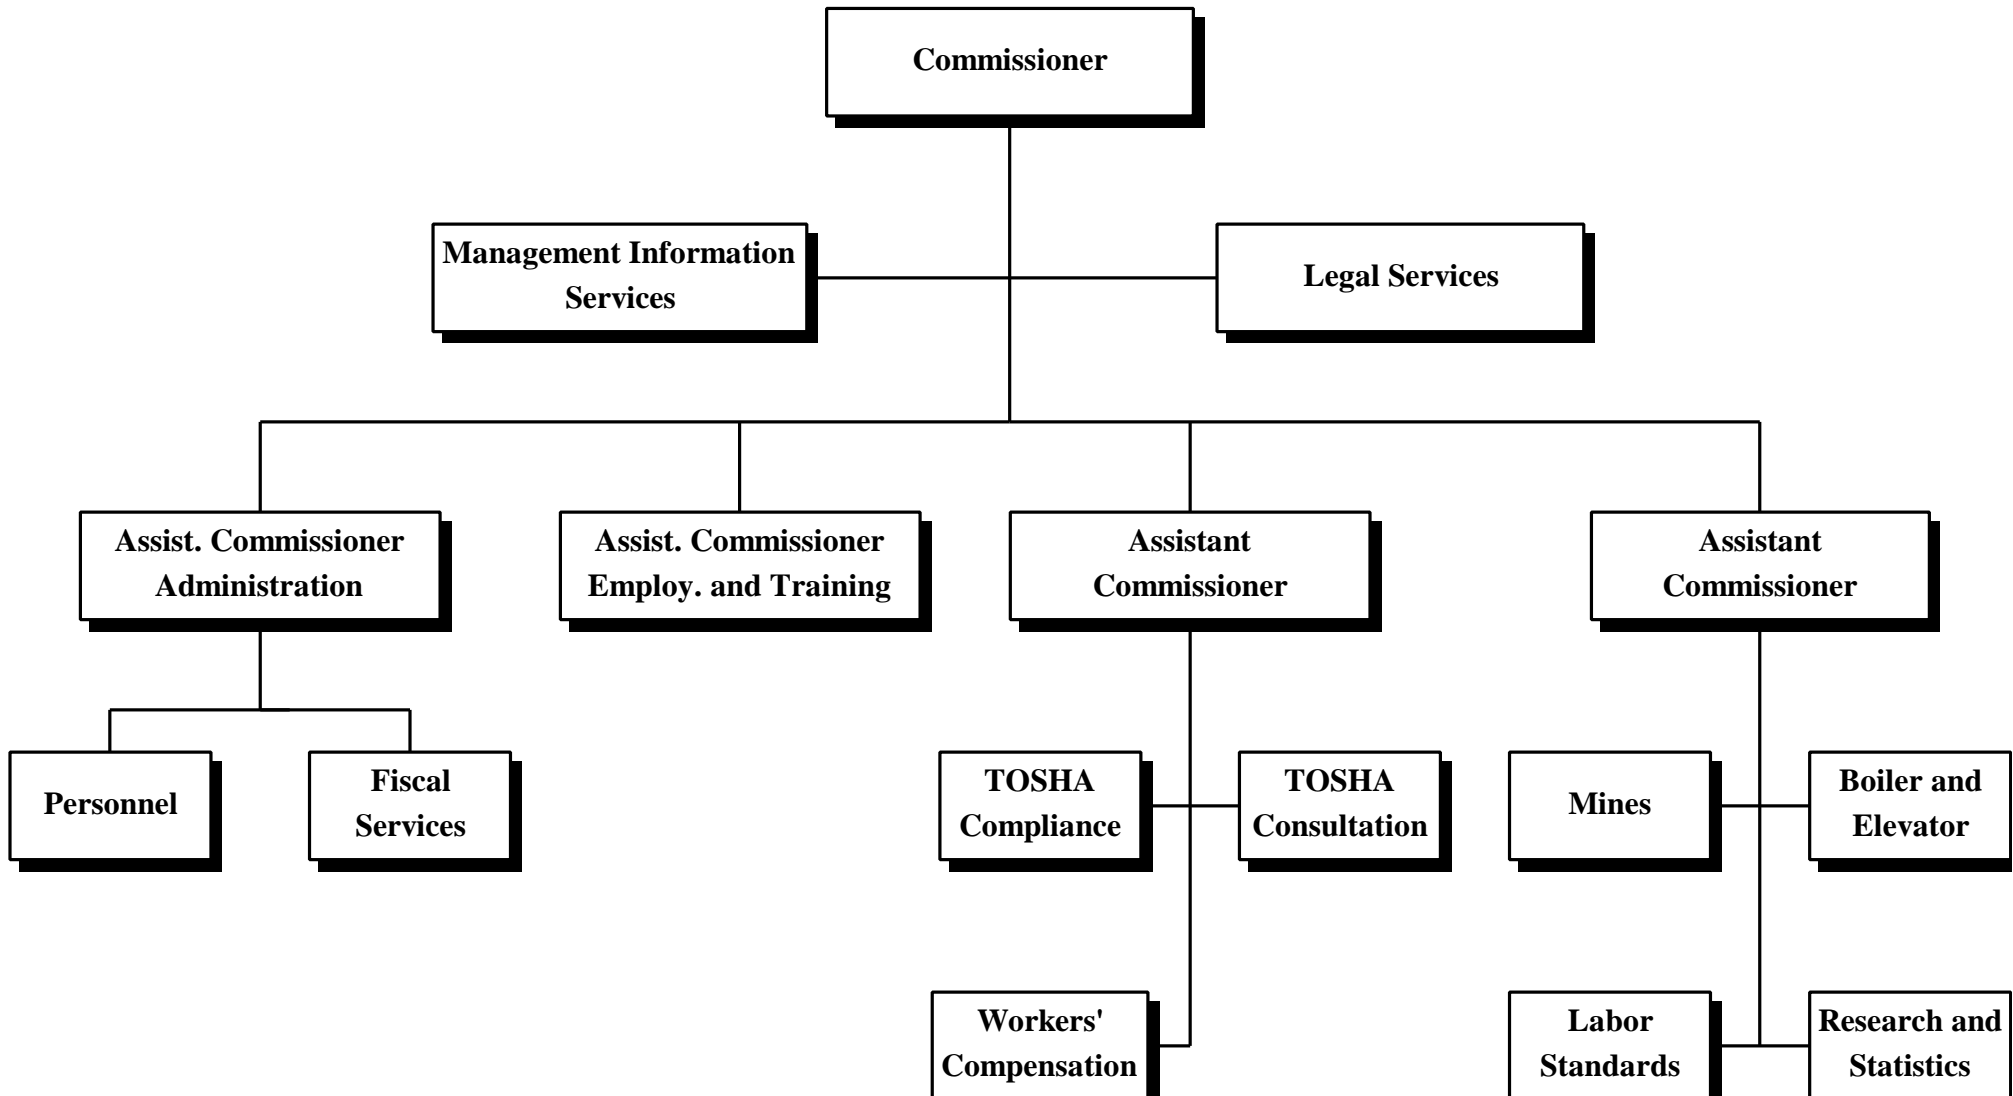 Commissioner
Management Information
Services
Legal Services
Assist. Commissioner
Administration
Assist. Commissioner
Employ. and Training
Assistant
Commissioner
Assistant
Commissioner
Personnel
Fiscal
Services
TOSHA
Compliance
TOSHA
Consultation
Mines
Boiler and
Elevator
Workers'
Compensation
Labor
Standards
Research and
Statistics